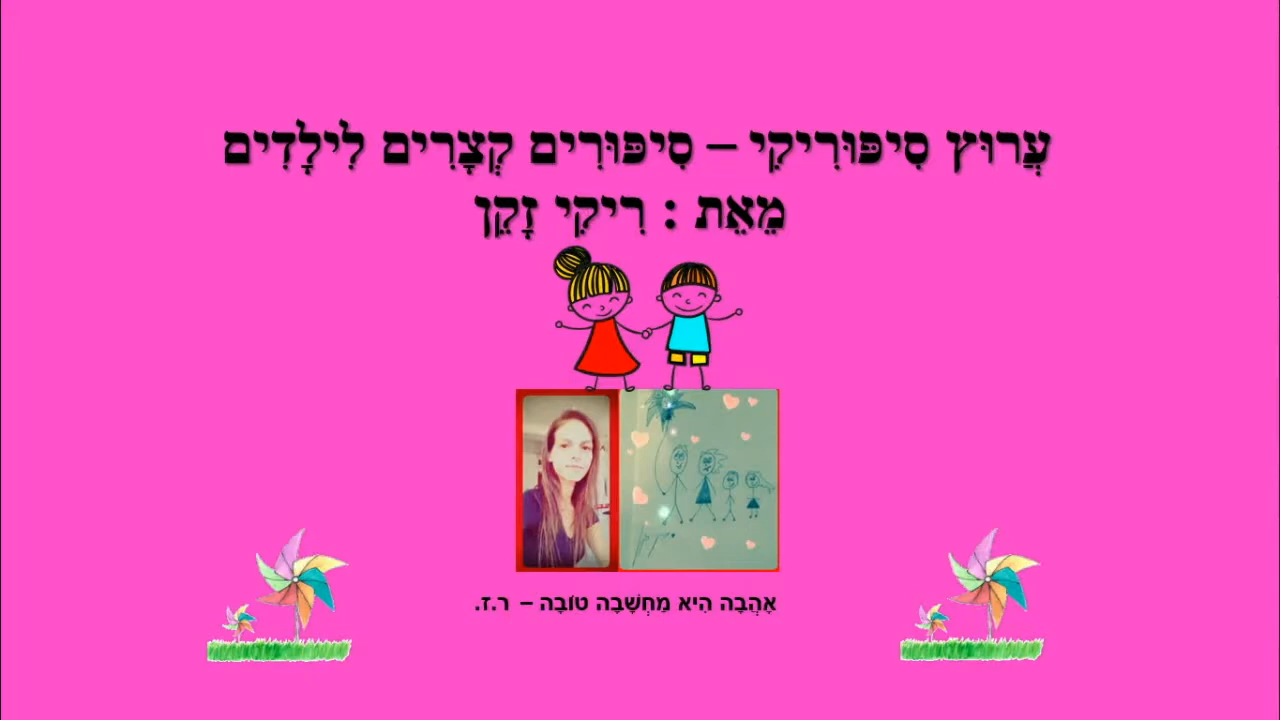 עֲרוּץ סִיפּוּרִיקִי – סִיפּוּרִים קְצָרִים לִילָדִים
מֵאֵת : רִיקִי זָקֵן
אַהֲבָה הִיא מַחְשָׁבָה טוֹבָה – ר.ז.